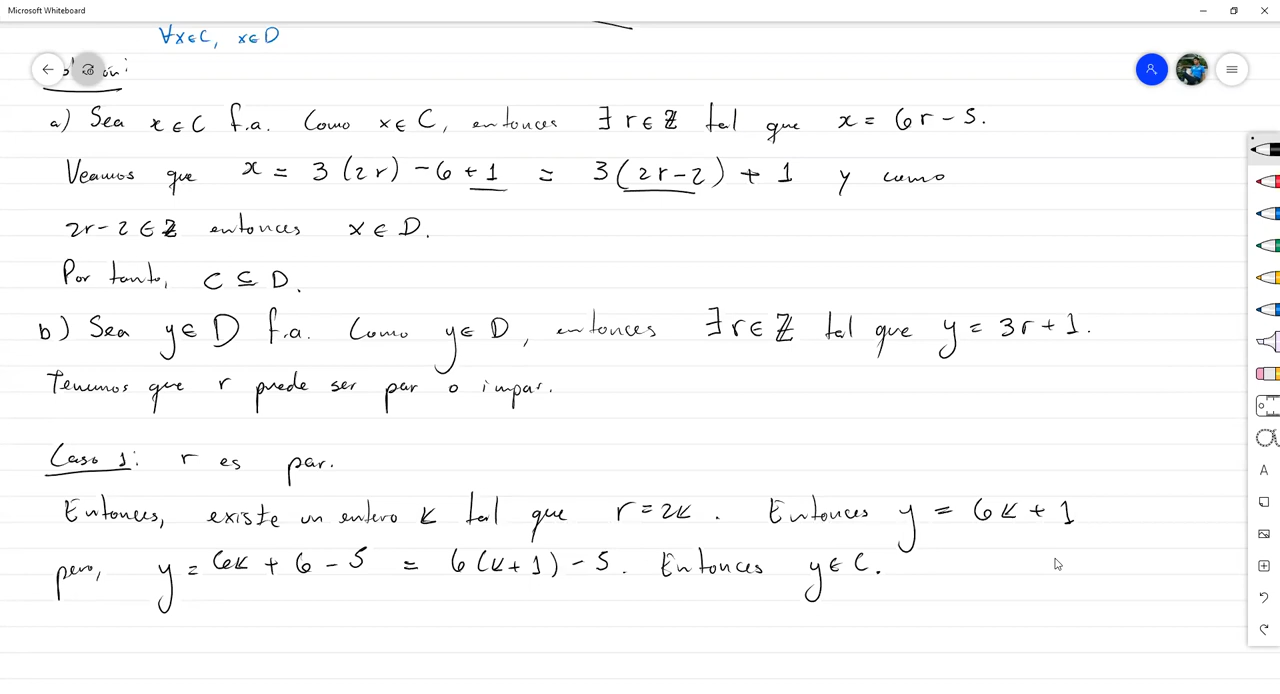 Microsoft Whiteboard
∀x∈C, x∈D
a) Sea x∈C f.a. Como x∈C, entonces ∃ r∈ℤ tal que x = 6r-5.
Veamos que x = 3(2r) - 6 + 1 = 3(2r-2) + 1 y como
2r-2∈ℤ entonces x∈D.
Por tanto, C⊆D.
b) Sea y∈D f.a. Como y∈D, entonces ∃r∈ℤ tal que y = 3r+1.
Tenemos que r puede ser par o impar.
Caso 1: r es par.
Entonces, existe un entero k tal que r=2k. Entonces y = 6k+1
pero, y = 6k+6-5 = 6(k+1)-5. Entonces y∈C.
A